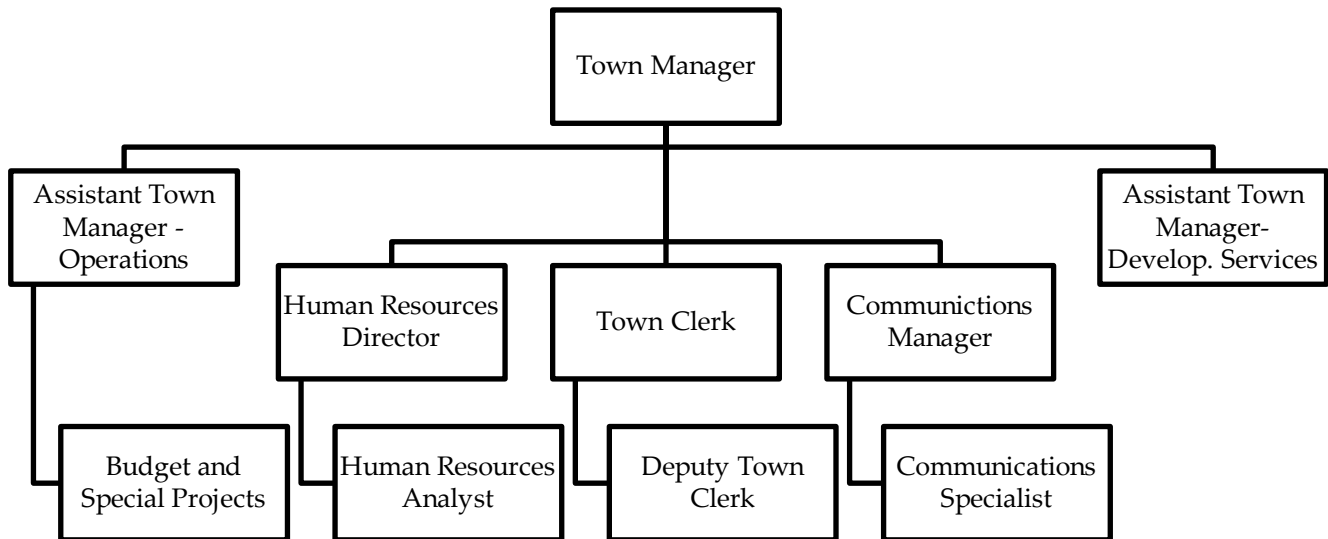 Town Manager
Assistant Town
Manager -
Operations
Assistant Town
Manager-
Develop. Services
Human Resources
Director
Town Clerk
Communictions
Manager
Budget and
Special Projects
Human Resources
Analyst
Deputy Town
Clerk
Communications
Specialist